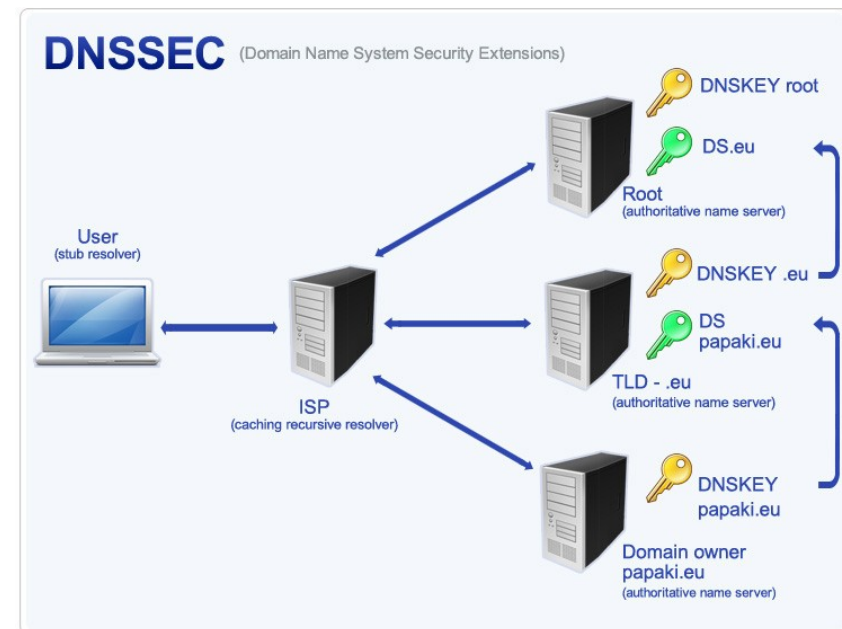 DNSSEC (Domain Name System Security Extensions)
DNSKEY root
DS.eu
Root
(authoritative name server)
User
(stub resolver)
DNSKEY .eu
DS
papaki.eu
TLD - .eu
(authoritative name server)
ISP
(caching recursive resolver)
DNSKEY
papaki.eu
Domain owner
papaki.eu
(authoritative name server)